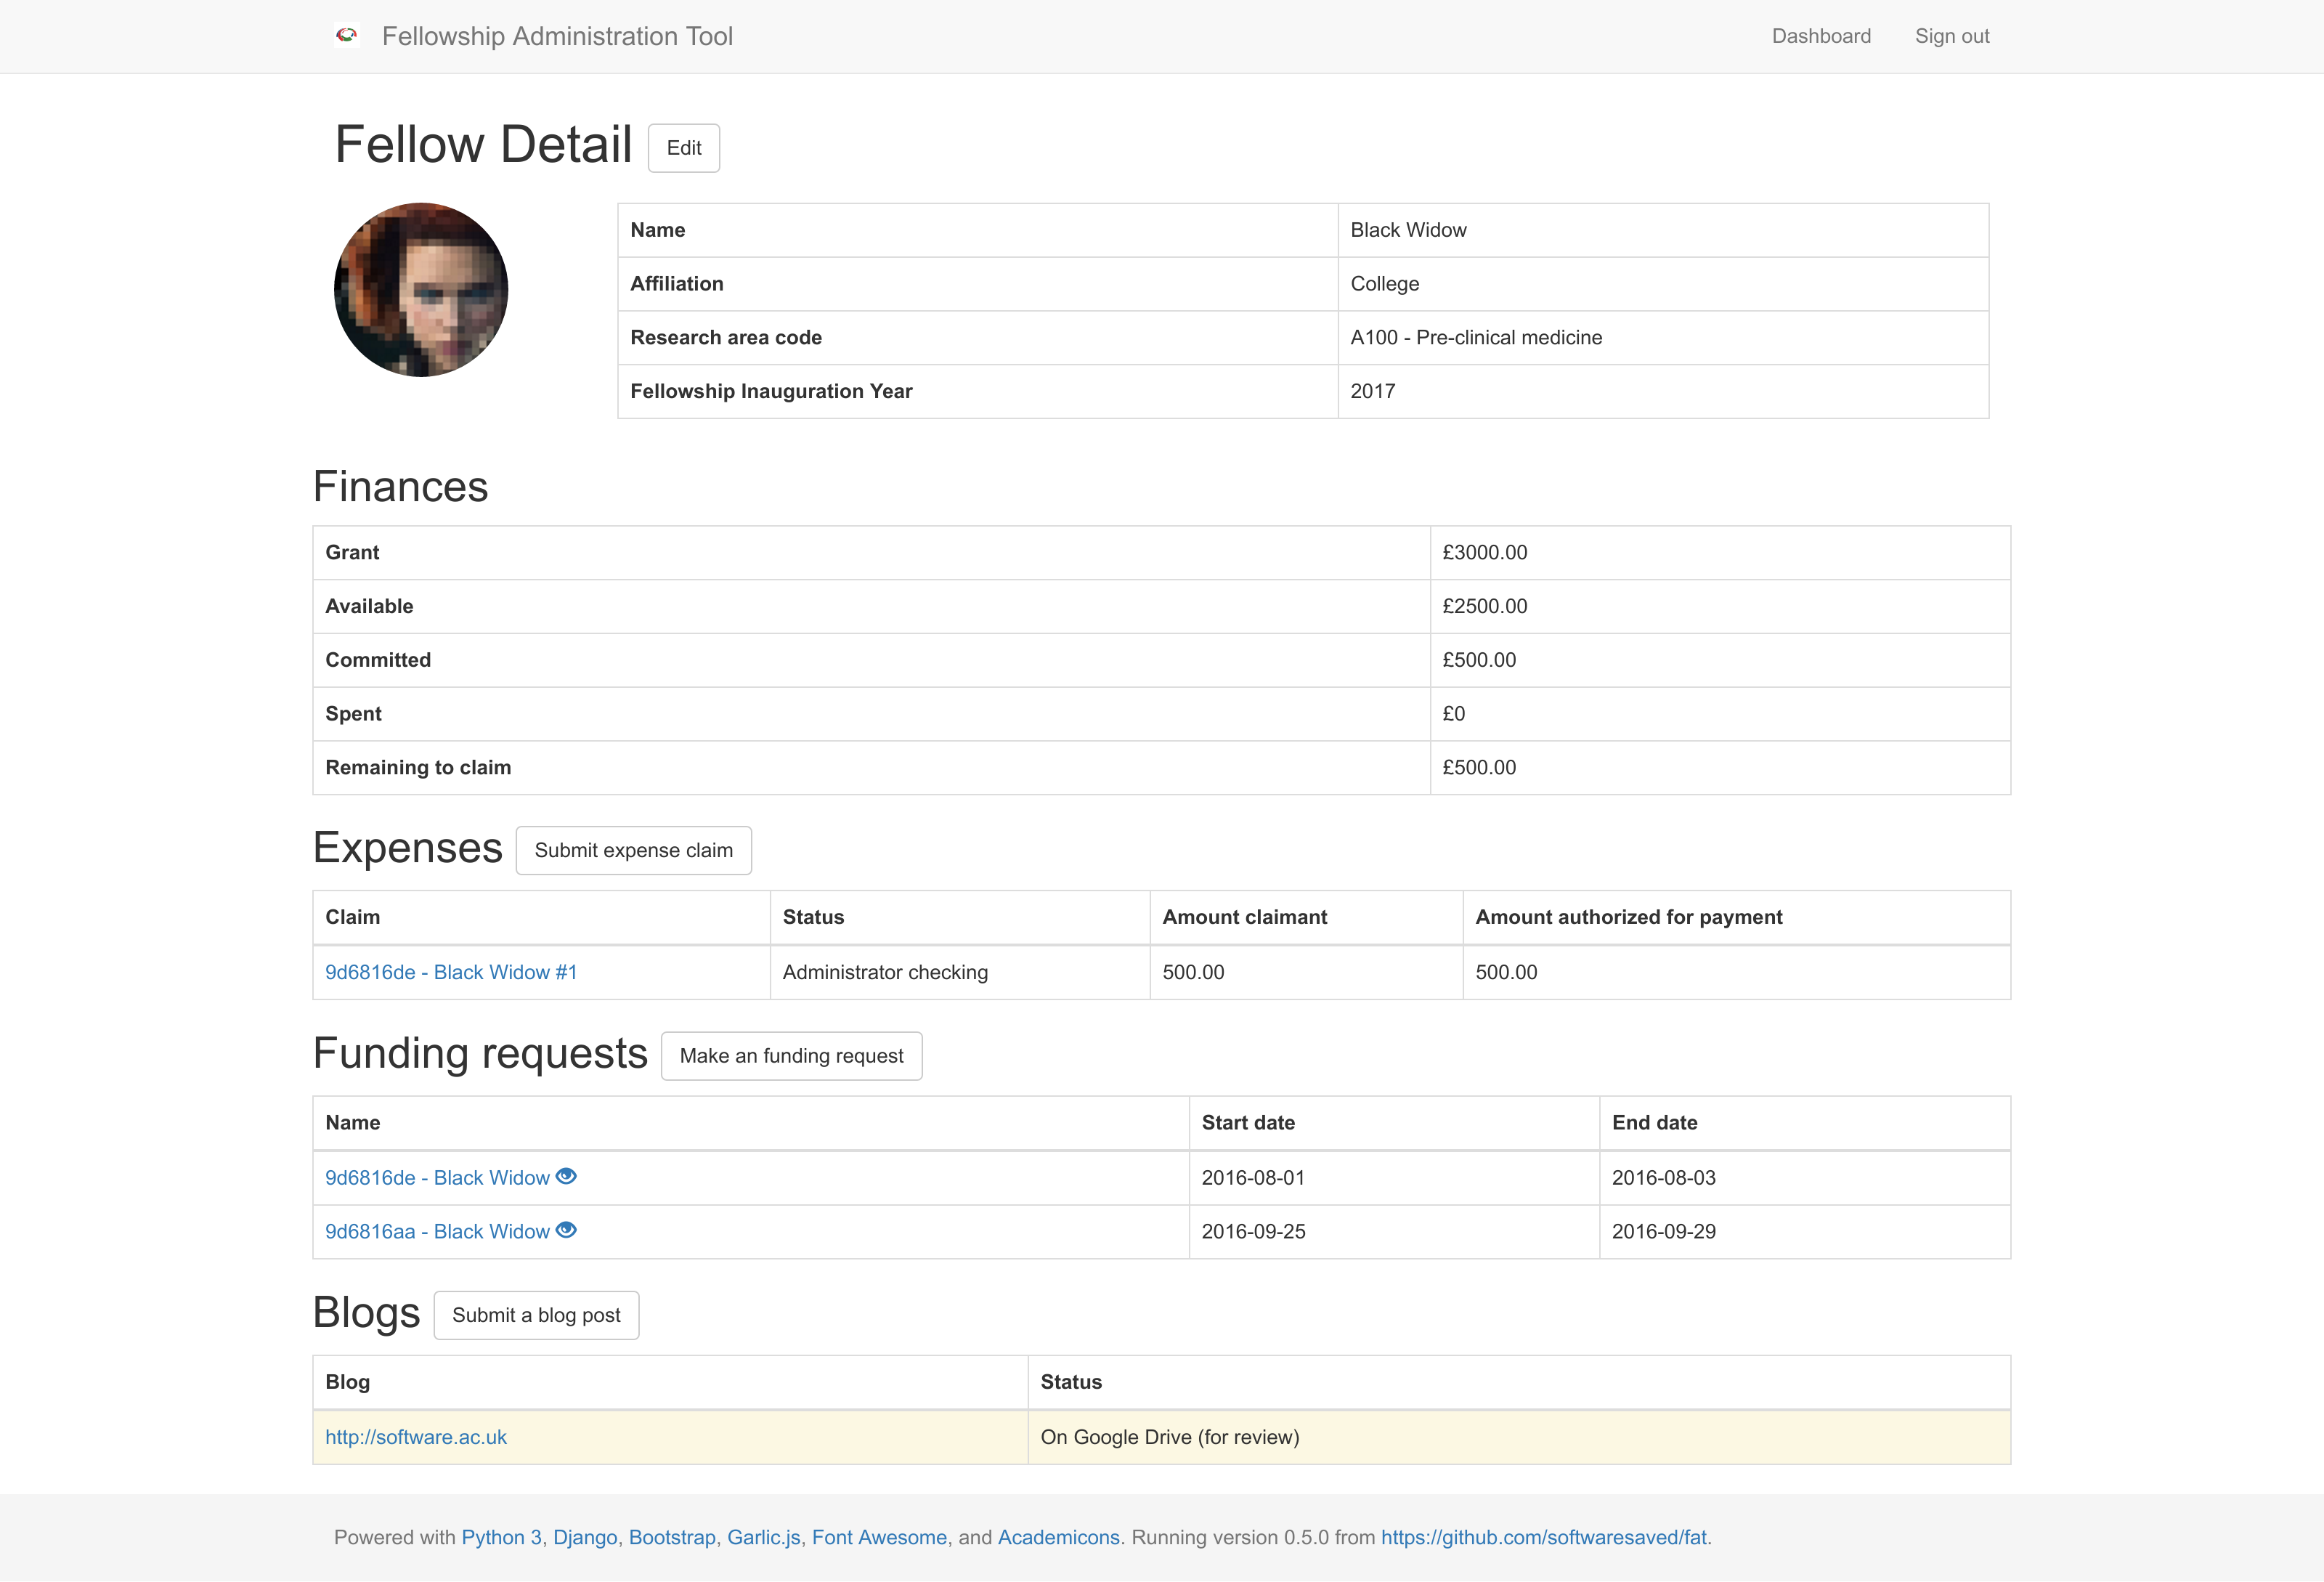 Fellowship Administration Tool Dashboard Sign out
Fellow Detail Edit
Name Black Widow
Affiliation College
Research area code A100 - Pre-clinical medicine
Fellowship Inauguration Year 2017
Finances
Grant £3000.00
Available £2500.00
Committed £500.00
Spent £0
Remaining to claim £500.00
Expenses Submit expense claim
Claim Status Amount claimant Amount authorized for payment
9d6816de - Black Widow #1 Administrator checking 500.00 500.00
Funding requests Make an funding request
Name Start date End date
9d6816de - Black Widow 2016-08-01 2016-08-03
9d6816aa - Black Widow 2016-09-25 2016-09-29
Blogs Submit a blog post
Blog Status
http://software.ac.uk On Google Drive (for review)
Powered with Python 3, Django, Bootstrap, Garlic.js, Font Awesome, and Academicons. Running version 0.5.0 from https://github.com/softwaresaved/fat.